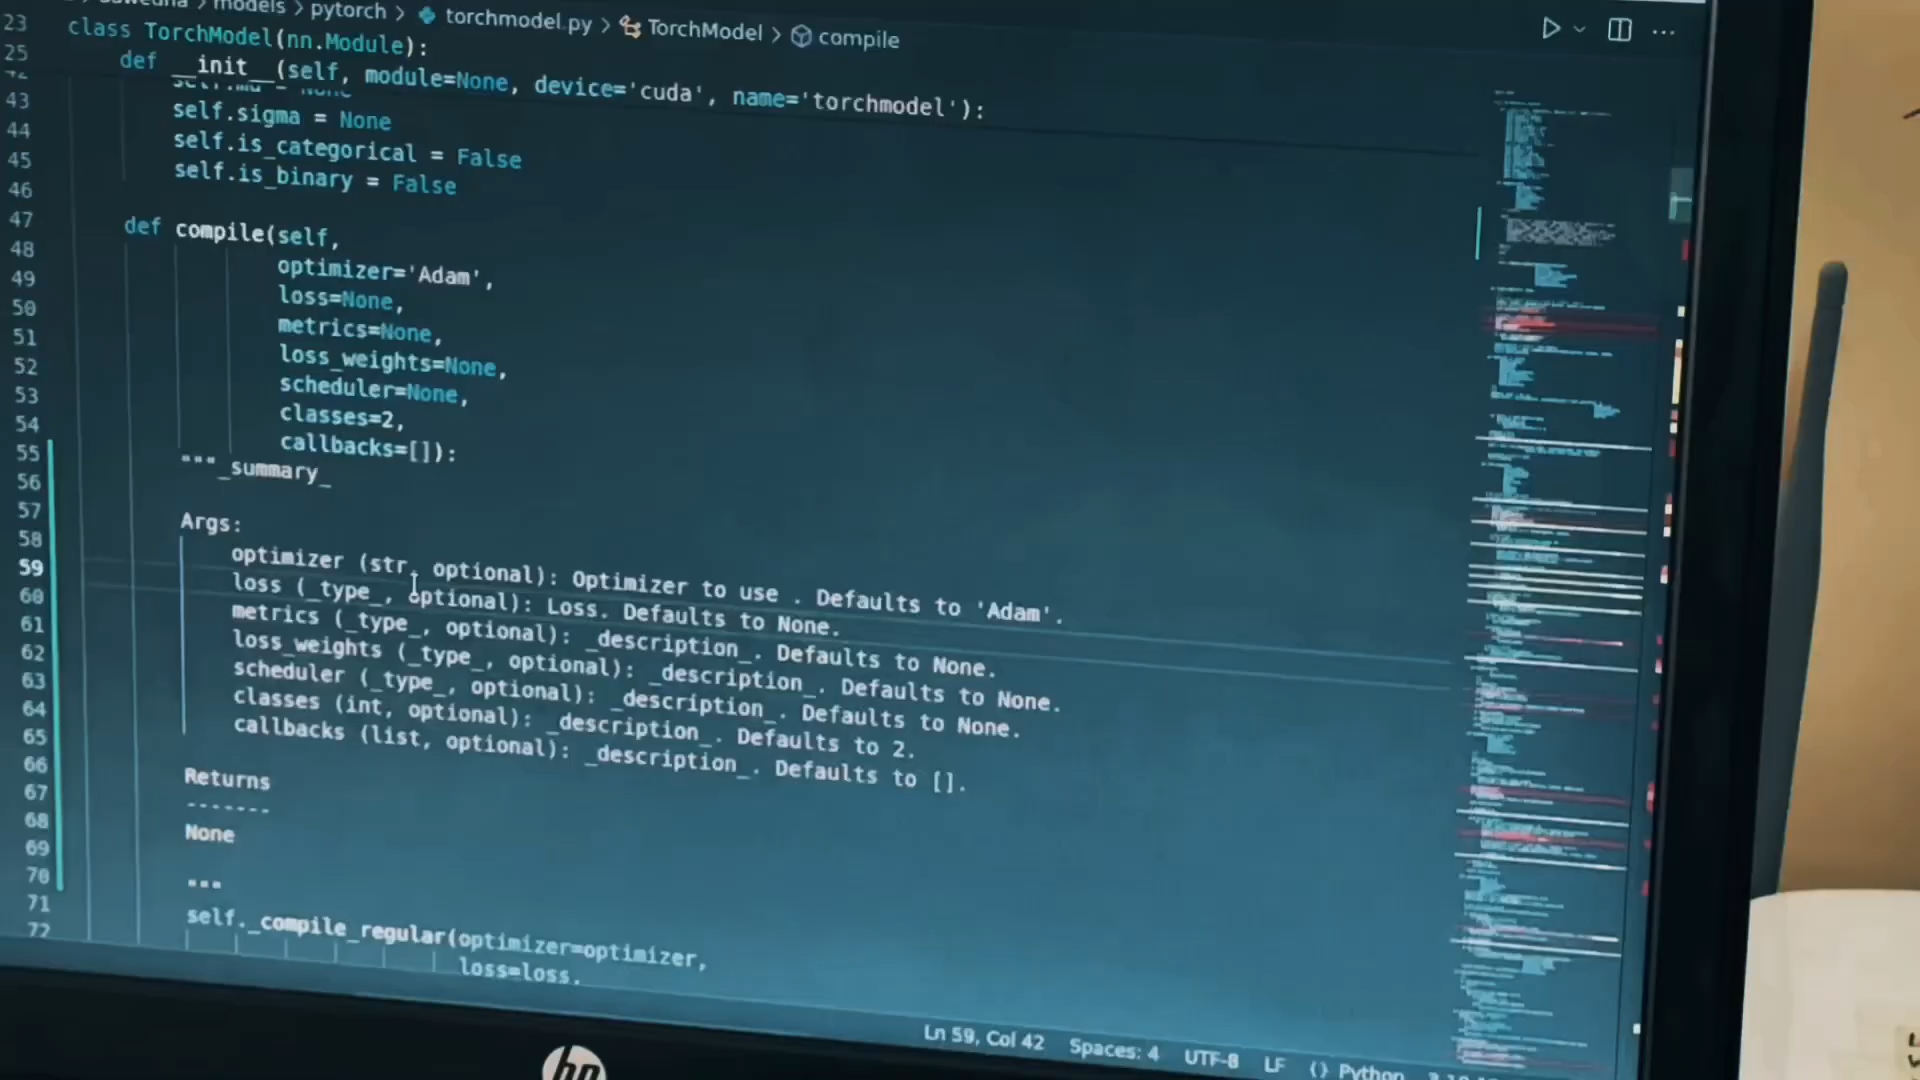 models > pytorch > torchmodel.py > TorchModel > compile
23 class TorchModel(nn.Module):
25 def __init__(self, module=None, device='cuda', name='torchmodel'):
43 self.sigma = None
44 self.is_categorical = False
45 self.is_binary = False
46
47 def compile(self,
48 optimizer='Adam',
49 loss=None,
50 metrics=None,
51 loss_weights=None,
52 scheduler=None,
53 classes=2,
54 callbacks=[]):
55 """_summary_
56
57 Args:
58 optimizer (str, optional): Optimizer to use . Defaults to 'Adam'.
59 loss (_type_, optional): Loss. Defaults to None.
60 metrics (_type_, optional): _description_. Defaults to None.
61 loss_weights (_type_, optional): _description_. Defaults to None.
62 scheduler (_type_, optional): _description_. Defaults to None.
63 classes (int, optional): _description_. Defaults to 2.
64 callbacks (list, optional): _description_. Defaults to [].
65
66 Returns
67 -------
68 None
69
70 """
71 self._compile_regular(optimizer=optimizer,
72 loss=loss,
Ln 59, Col 42 Spaces: 4 UTF-8 LF {} Python
hp